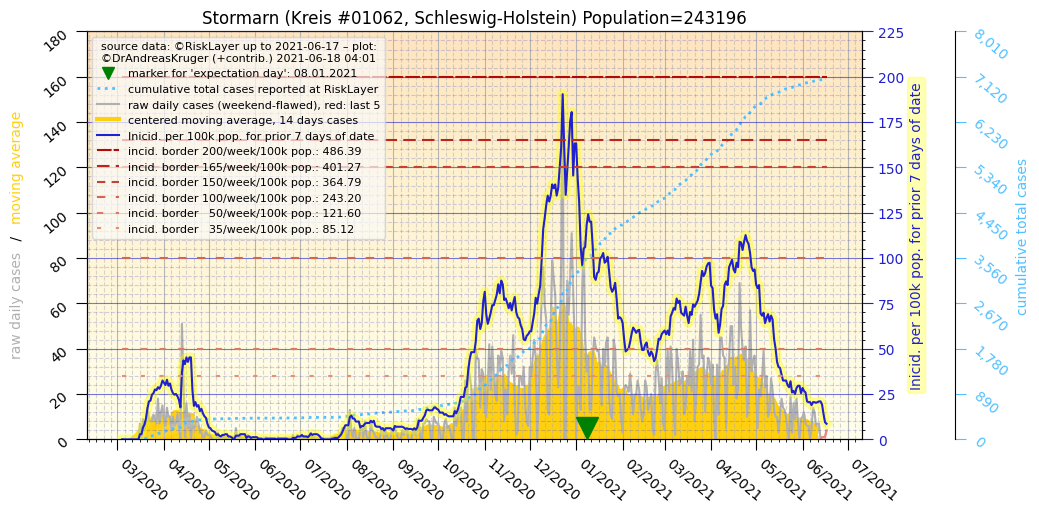 Stormarn (Kreis #01062, Schleswig-Holstein) Population=243196
source data: ©RiskLayer up to 2021-06-17 – plot:
©DrAndreasKruger (+contrib.) 2021-06-18 04:01
marker for 'expectation day': 08.01.2021
cumulative total cases reported at RiskLayer
raw daily cases (weekend-flawed), red: last 5
centered moving average, 14 days of cases
Inicid. per 100k pop. for prior 7 days of date
incid. border 200/week/100k pop.: 486.39
incid. border 165/week/100k pop.: 401.27
incid. border 150/week/100k pop.: 364.79
incid. border 100/week/100k pop.: 243.20
incid. border 50/week/100k pop.: 121.60
incid. border 35/week/100k pop.: 85.12
raw daily cases / moving average
180
160
140
120
100
80
60
40
20
0
225
200
175
150
125
100
75
50
25
0
Inicid. per 100k pop. for prior 7 days of date
8,010
7,120
6,230
5,340
4,450
3,560
2,670
1,780
890
0
cumulative total cases
03/2020
04/2020
05/2020
06/2020
07/2020
08/2020
09/2020
10/2020
11/2020
12/2020
01/2021
02/2021
03/2021
04/2021
05/2021
06/2021
07/2021